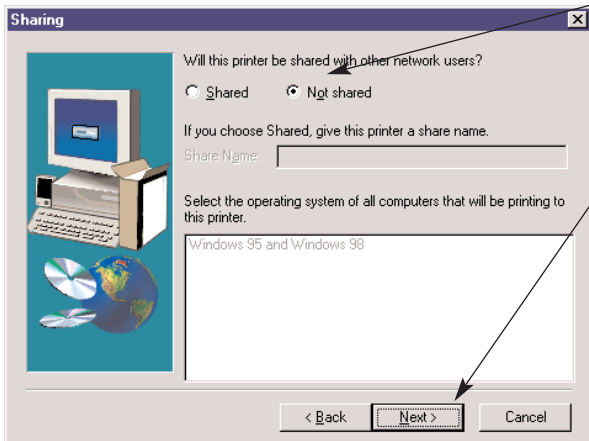 Sharing
Will this printer be shared with other network users?
Shared
Not shared
If you choose Shared, give this printer a share name.
Share Name:
Select the operating system of all computers that will be printing to
this printer.
Windows 95 and Windows 98
< Back
Next >
Cancel